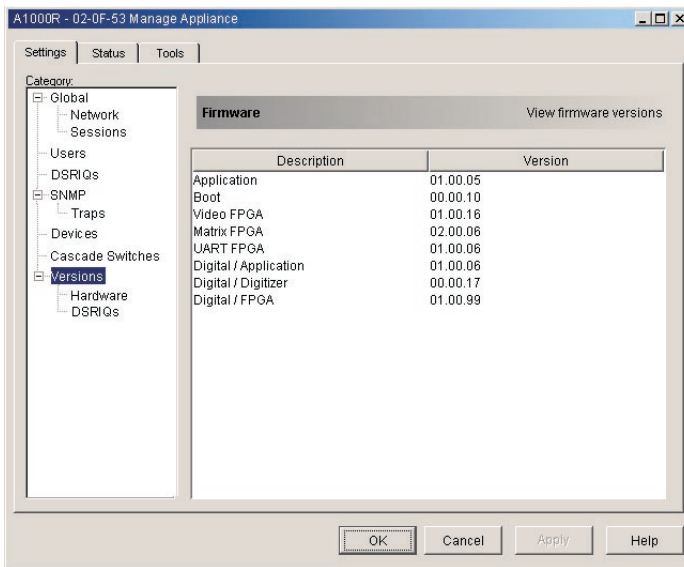 A1000R - 02-0F-53 Manage Appliance
Settings Status Tools
Category:
Global
Network
Sessions
Users
DSRIQs
SNMP
Traps
Devices
Cascade Switches
Versions
Hardware
DSRIQs
Firmware View firmware versions
Description Version
Application 01.00.05
Boot 00.00.10
Video FPGA 01.00.16
Matrix FPGA 02.00.06
UART FPGA 01.00.06
Digital / Application 01.00.06
Digital / Digitizer 00.00.17
Digital / FPGA 01.00.99
OK Cancel Apply Help